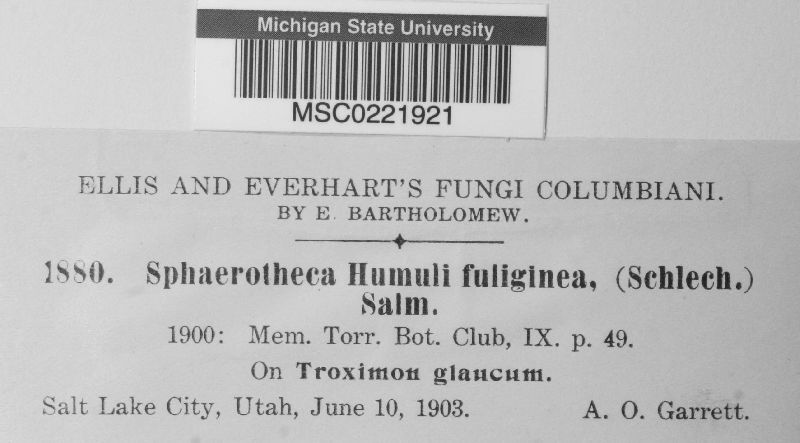 Michigan State University
MSC0221921
ELLIS AND EVERHART'S FUNGI COLUMBIANI.
BY E. BARTHOLOMEW.
1880. Sphaerotheca Humuli fuliginea, (Schlech.)
Salm.
1900: Mem. Torr. Bot. Club, IX. p. 49.
On Troximon glaucum.
Salt Lake City, Utah, June 10, 1903. A. O. Garrett.